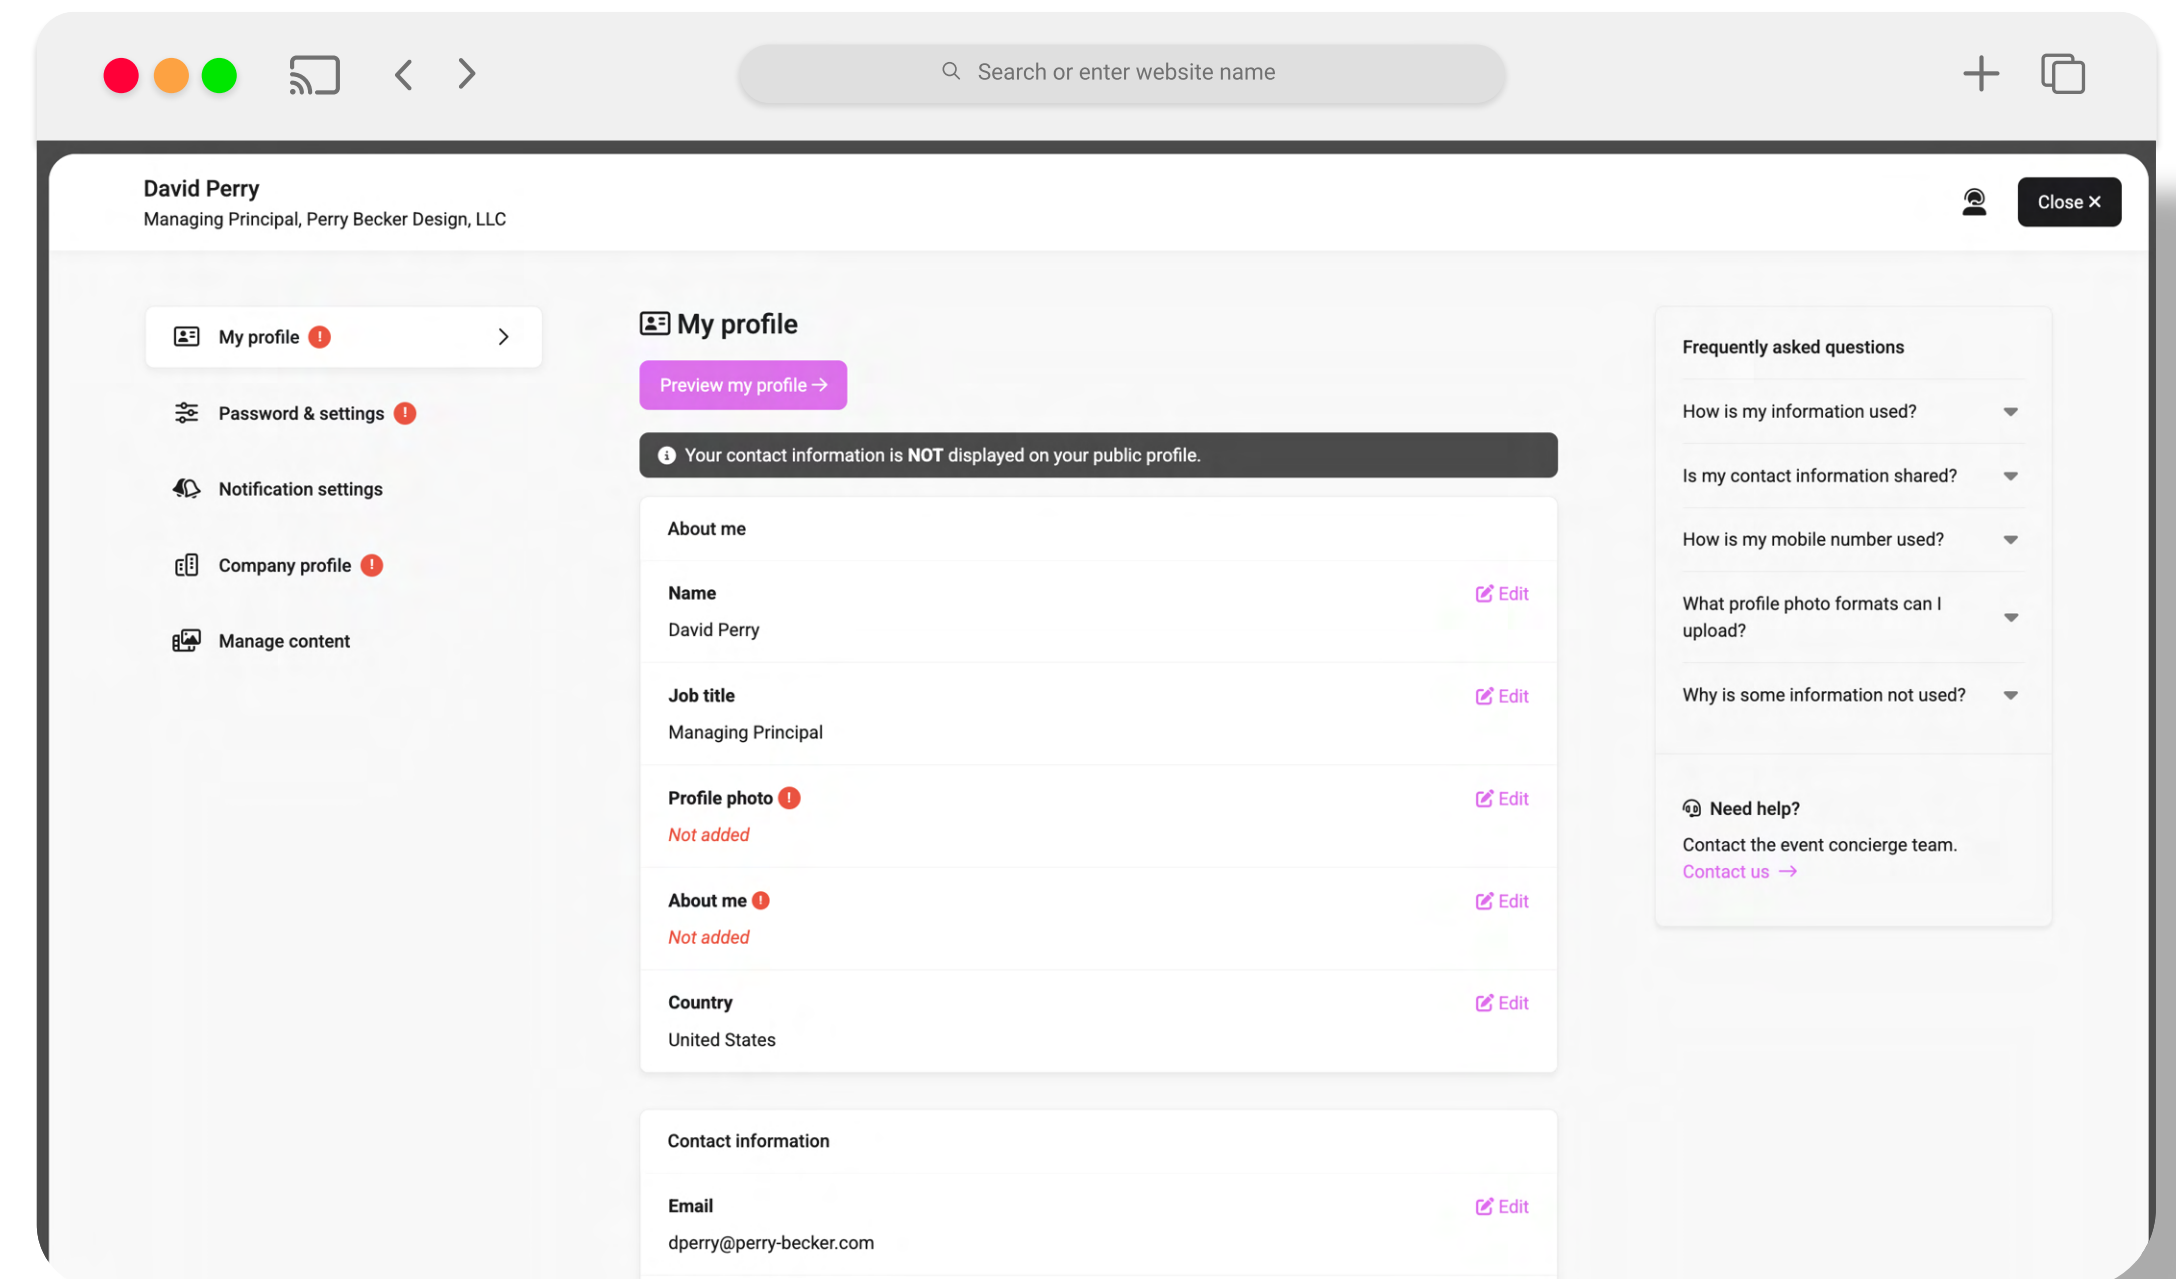 Search or enter website name
David Perry
Managing Principal, Perry Becker Design, LLC
Close ✕
My profile
Password & settings
Notification settings
Company profile
Manage content
My profile
Preview my profile →
Your contact information is NOT displayed on your public profile.
About me
Name
Edit
David Perry
Job title
Edit
Managing Principal
Profile photo
Edit
Not added
About me
Edit
Not added
Country
Edit
United States
Contact information
Email
Edit
dperry@perry-becker.com
Frequently asked questions
How is my information used?
Is my contact information shared?
How is my mobile number used?
What profile photo formats can I
upload?
Why is some information not used?
Need help?
Contact the event concierge team.
Contact us →